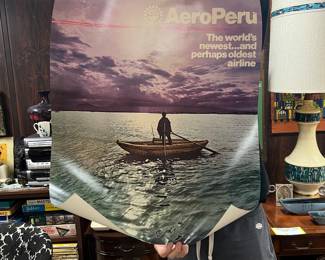 AeroPeru
The world's
newest...and
perhaps oldest
airline